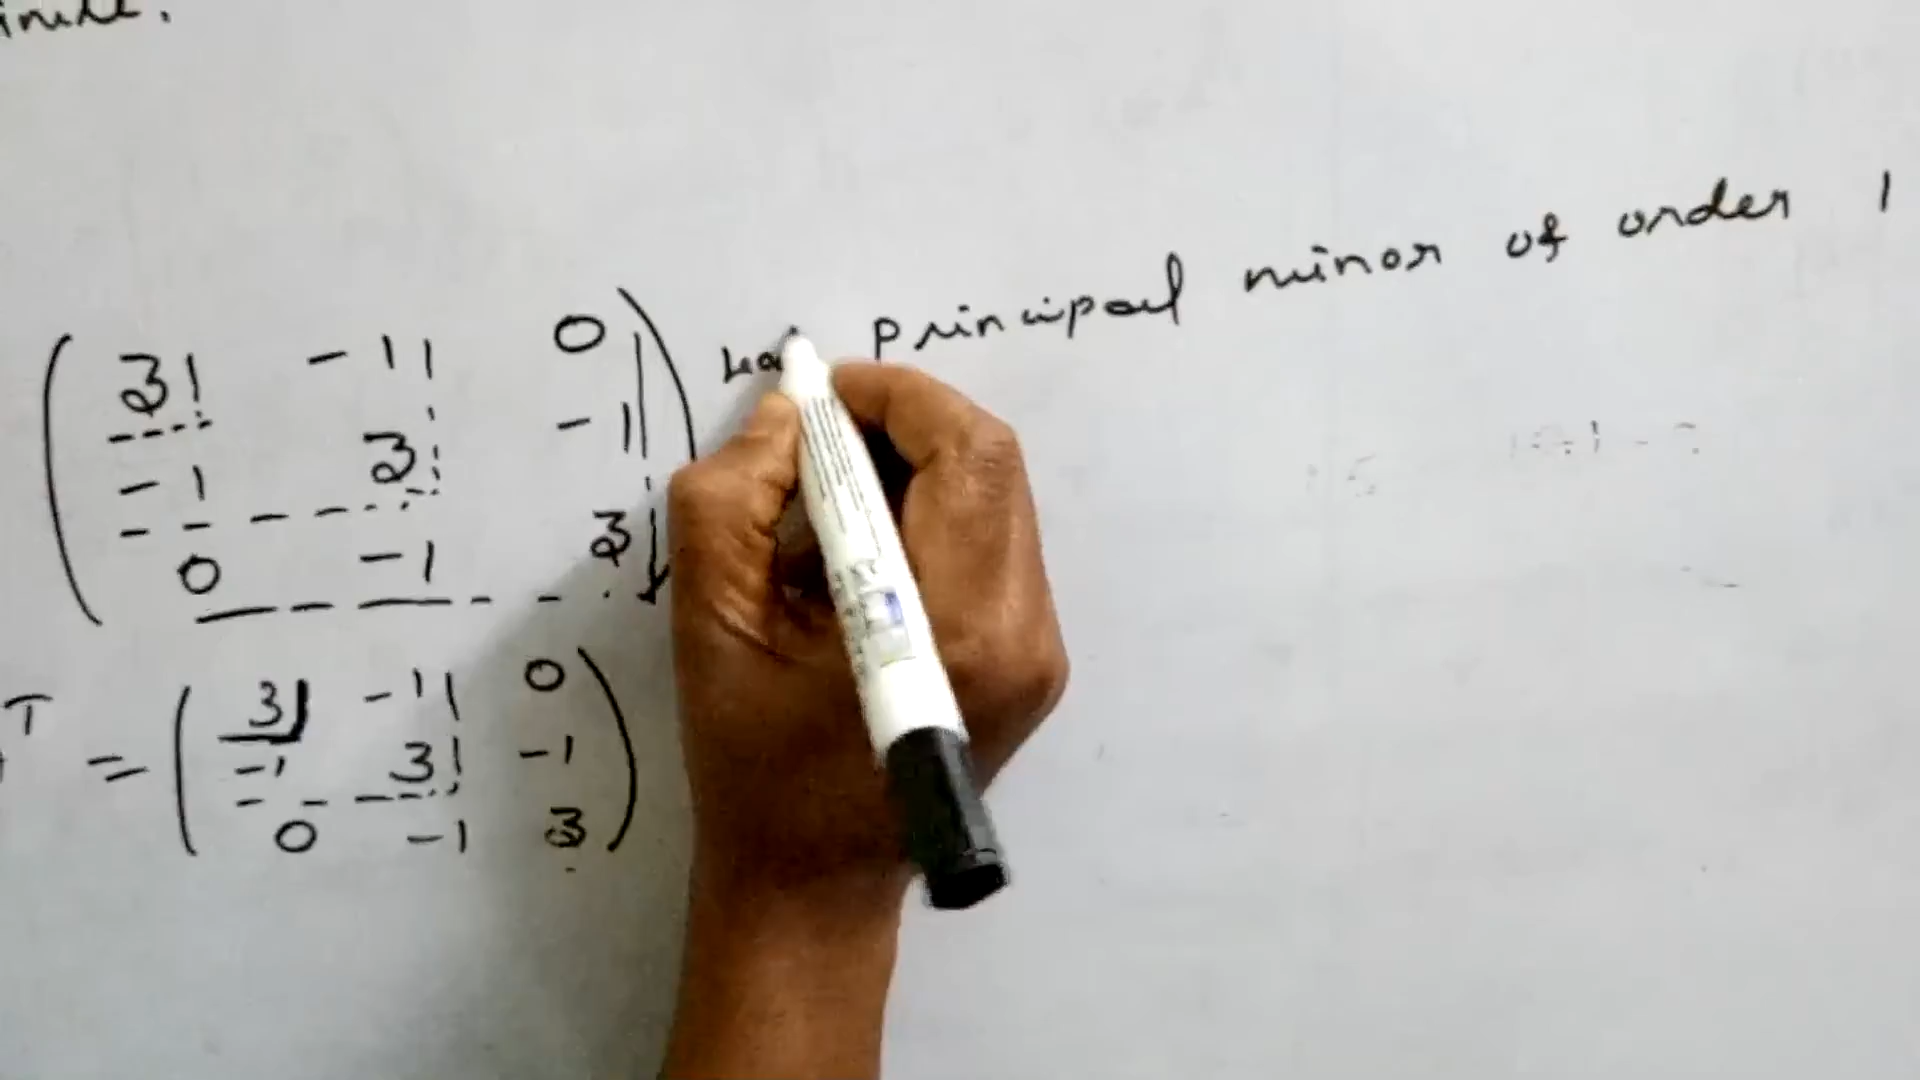 principal minor of order 1
3 -1 0
-1 3 -1
0 -1 3
T = ( 3 -1 0
-1 3 -1
0 -1 3 )